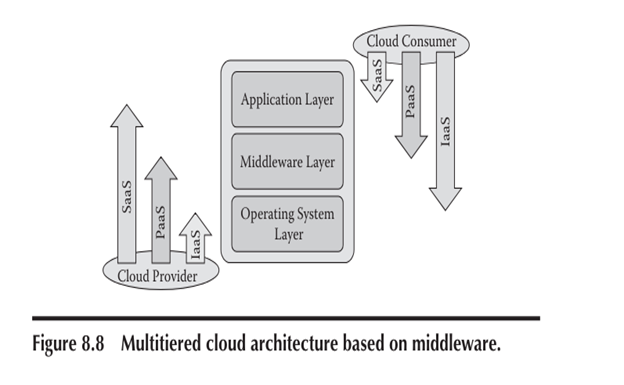 Cloud Consumer
SaaS
PaaS
IaaS
Application Layer
Middleware Layer
Operating System
Layer
SaaS
PaaS
IaaS
Cloud Provider
Figure 8.8 Multitiered cloud architecture based on middleware.